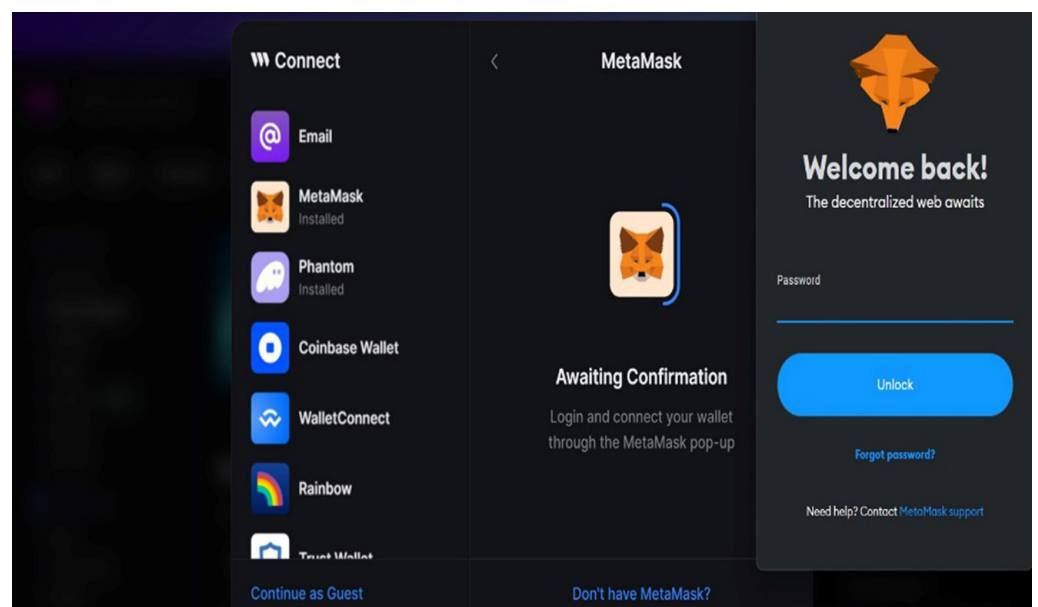 Connect
Email
MetaMask
Installed
Phantom
Installed
Coinbase Wallet
WalletConnect
Rainbow
Trust Wallet
Continue as Guest
MetaMask
Awaiting Confirmation
Login and connect your wallet
through the MetaMask pop-up
Don't have MetaMask?
Welcome back!
The decentralized web awaits
Password
Unlock
Forgot password?
Need help? Contact MetaMask support